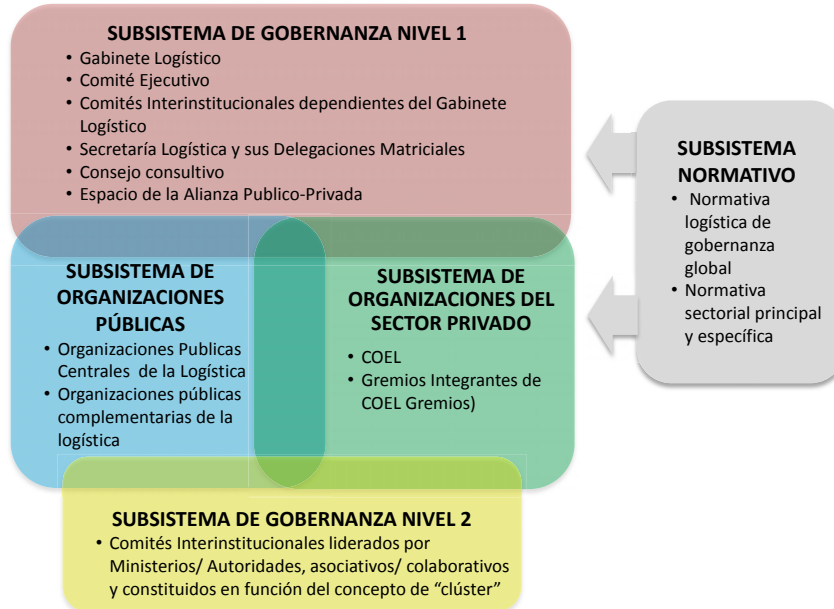 SUBSISTEMA DE GOBERNANZA NIVEL 1
• Gabinete Logístico
• Comité Ejecutivo
• Comités Interinstitucionales dependientes del Gabinete
Logístico
• Secretaría Logística y sus Delegaciones Matriciales
• Consejo consultivo
• Espacio de la Alianza Publico-Privada
SUBSISTEMA DE
ORGANIZACIONES
PÚBLICAS
• Organizaciones Publicas
Centrales de la Logística
• Organizaciones públicas
complementarias de la
logística
SUBSISTEMA DE
ORGANIZACIONES DEL
SECTOR PRIVADO
• COEL
• Gremios Integrantes de
COEL Gremios)
SUBSISTEMA DE GOBERNANZA NIVEL 2
• Comités Interinstitucionales liderados por
Ministerios/ Autoridades, asociativos/ colaborativos
y constituidos en función del concepto de “clúster”
SUBSISTEMA
NORMATIVO
• Normativa
logística de
gobernanza
global
• Normativa
sectorial principal
y específica